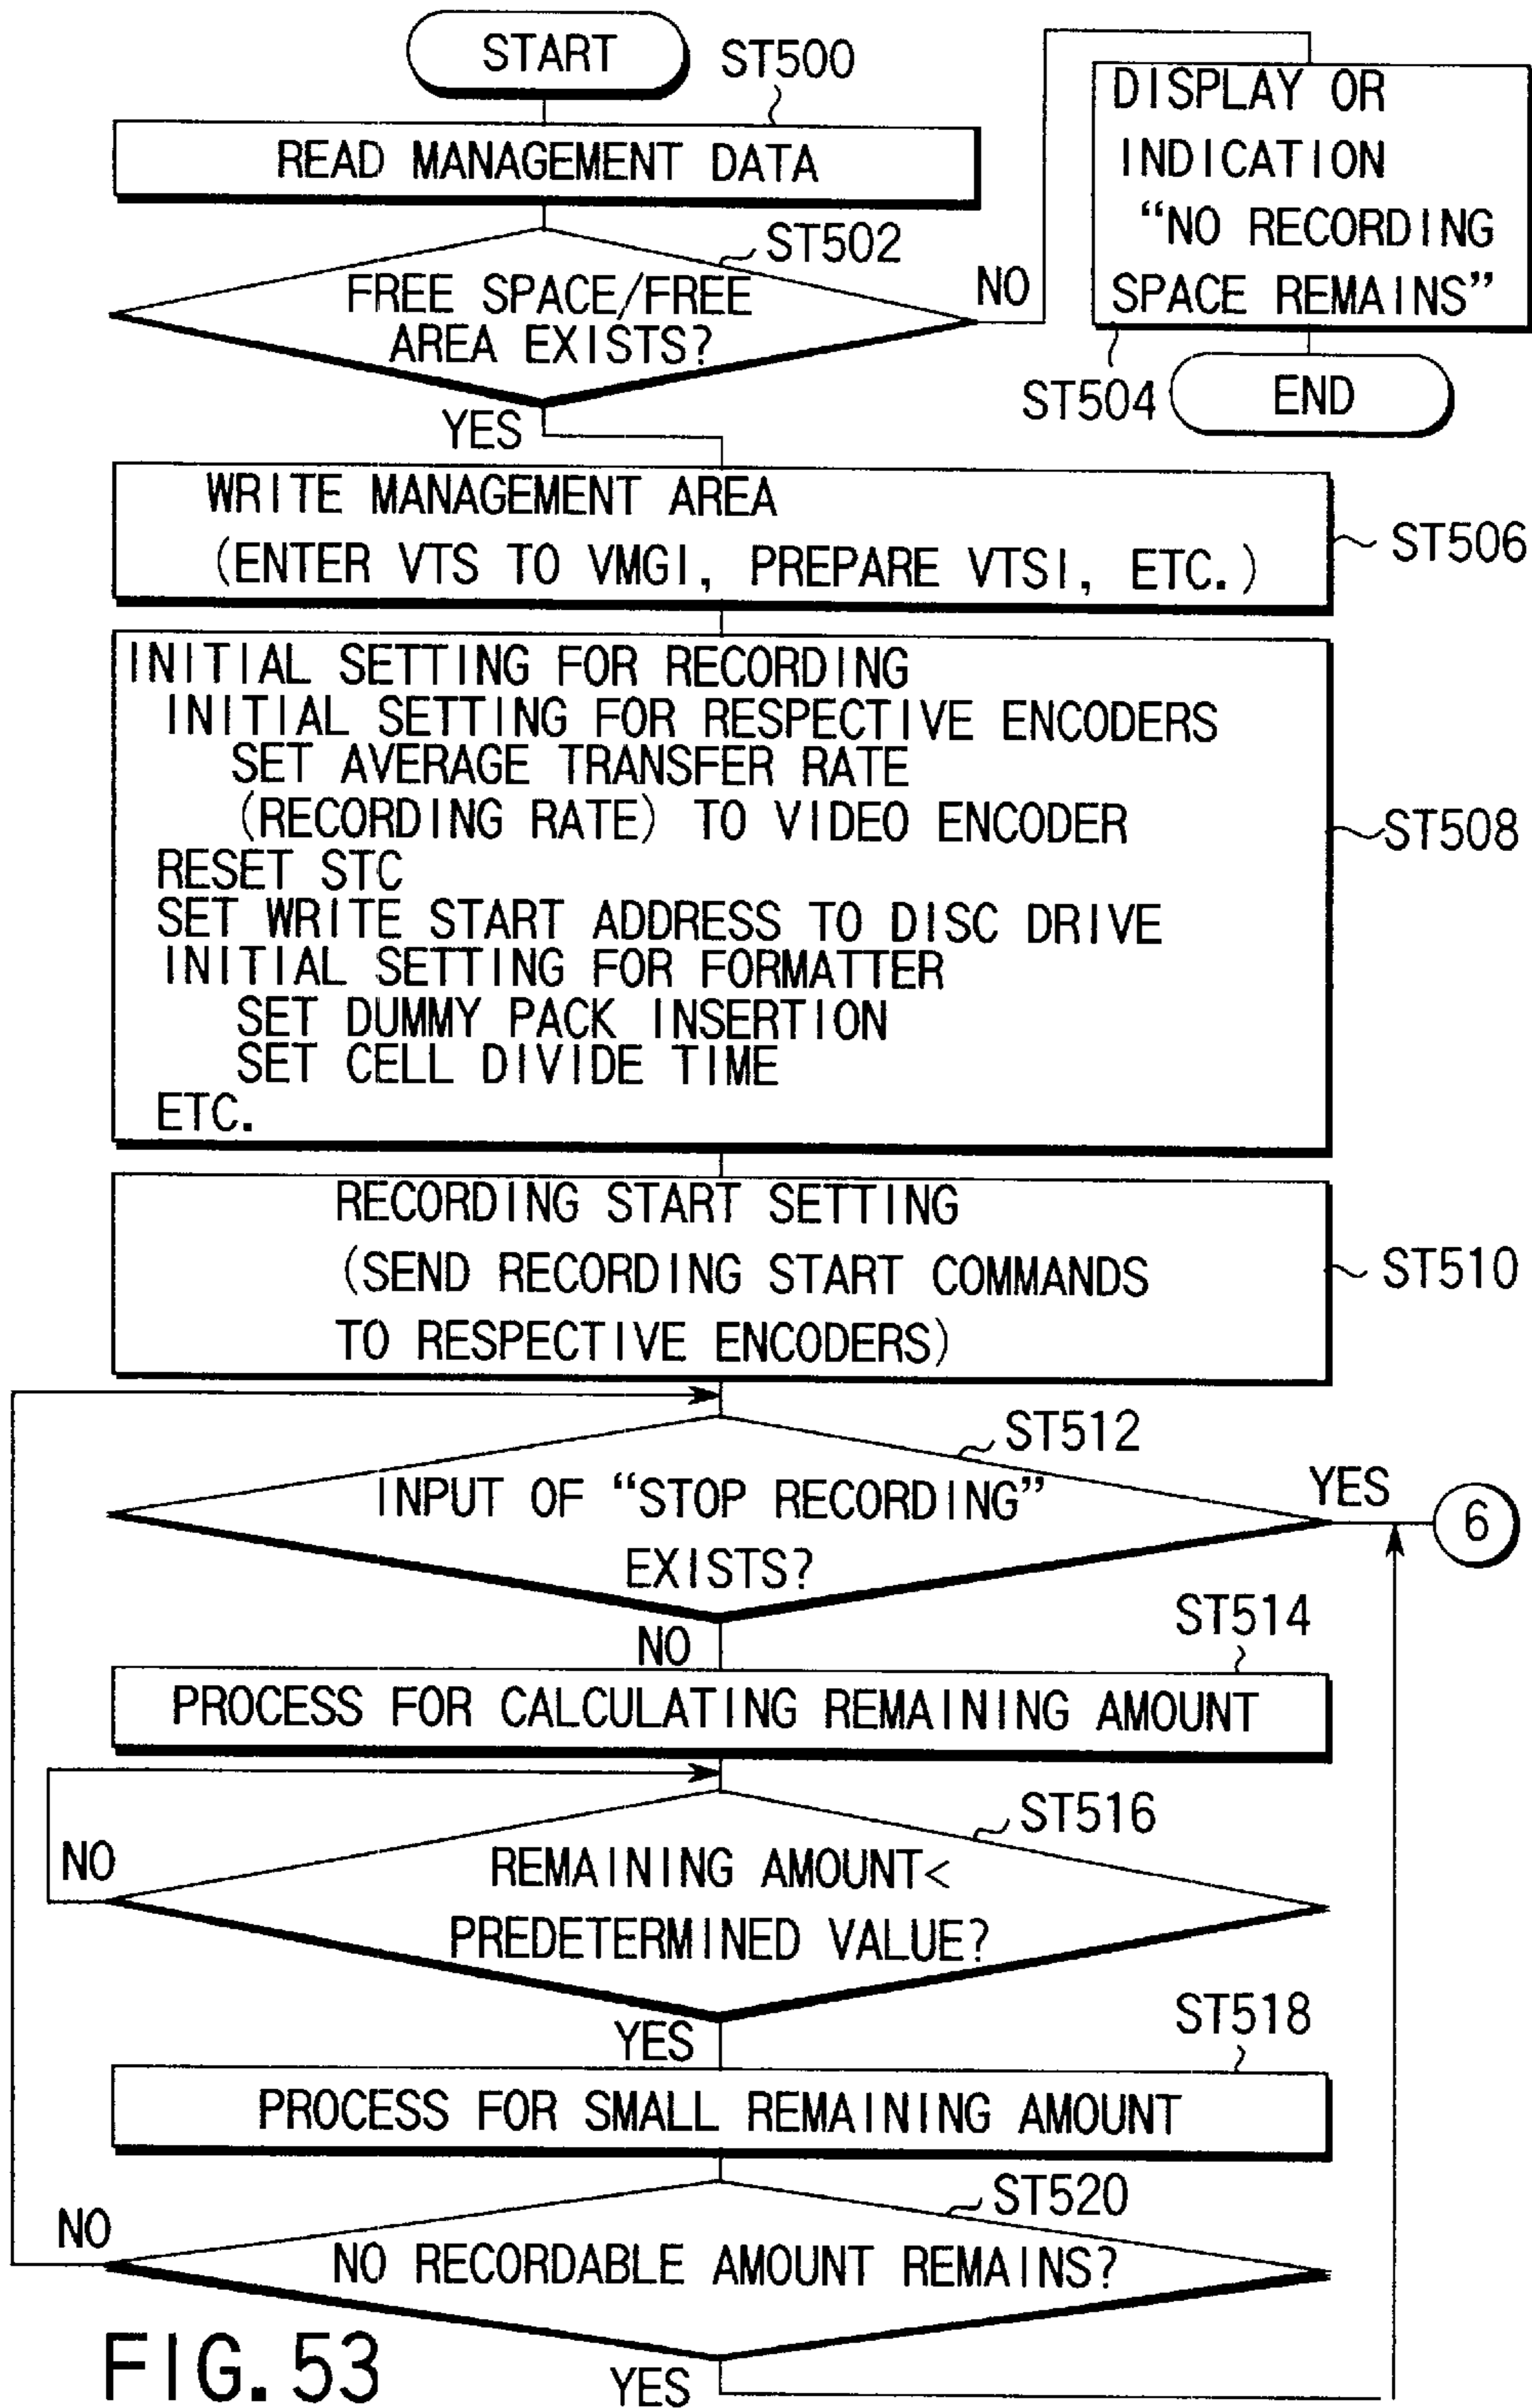 START
ST500
READ MANAGEMENT DATA
ST502
FREE SPACE/FREE
AREA EXISTS?
NO
DISPLAY OR
INDICATION
“NO RECORDING
SPACE REMAINS”
ST504
END
YES
WRITE MANAGEMENT AREA
(ENTER VTS TO VMGI, PREPARE VTSI, ETC.)
ST506
INITIAL SETTING FOR RECORDING
INITIAL SETTING FOR RESPECTIVE ENCODERS
SET AVERAGE TRANSFER RATE
(RECORDING RATE) TO VIDEO ENCODER
RESET STC
SET WRITE START ADDRESS TO DISC DRIVE
INITIAL SETTING FOR FORMATTER
SET DUMMY PACK INSERTION
SET CELL DIVIDE TIME
ETC.
ST508
RECORDING START SETTING
(SEND RECORDING START COMMANDS
TO RESPECTIVE ENCODERS)
ST510
ST512
INPUT OF “STOP RECORDING”
EXISTS?
YES
6
NO
ST514
PROCESS FOR CALCULATING REMAINING AMOUNT
ST516
NO
REMAINING AMOUNT<
PREDETERMINED VALUE?
YES
ST518
PROCESS FOR SMALL REMAINING AMOUNT
ST520
NO
NO RECORDABLE AMOUNT REMAINS?
YES
FIG. 53